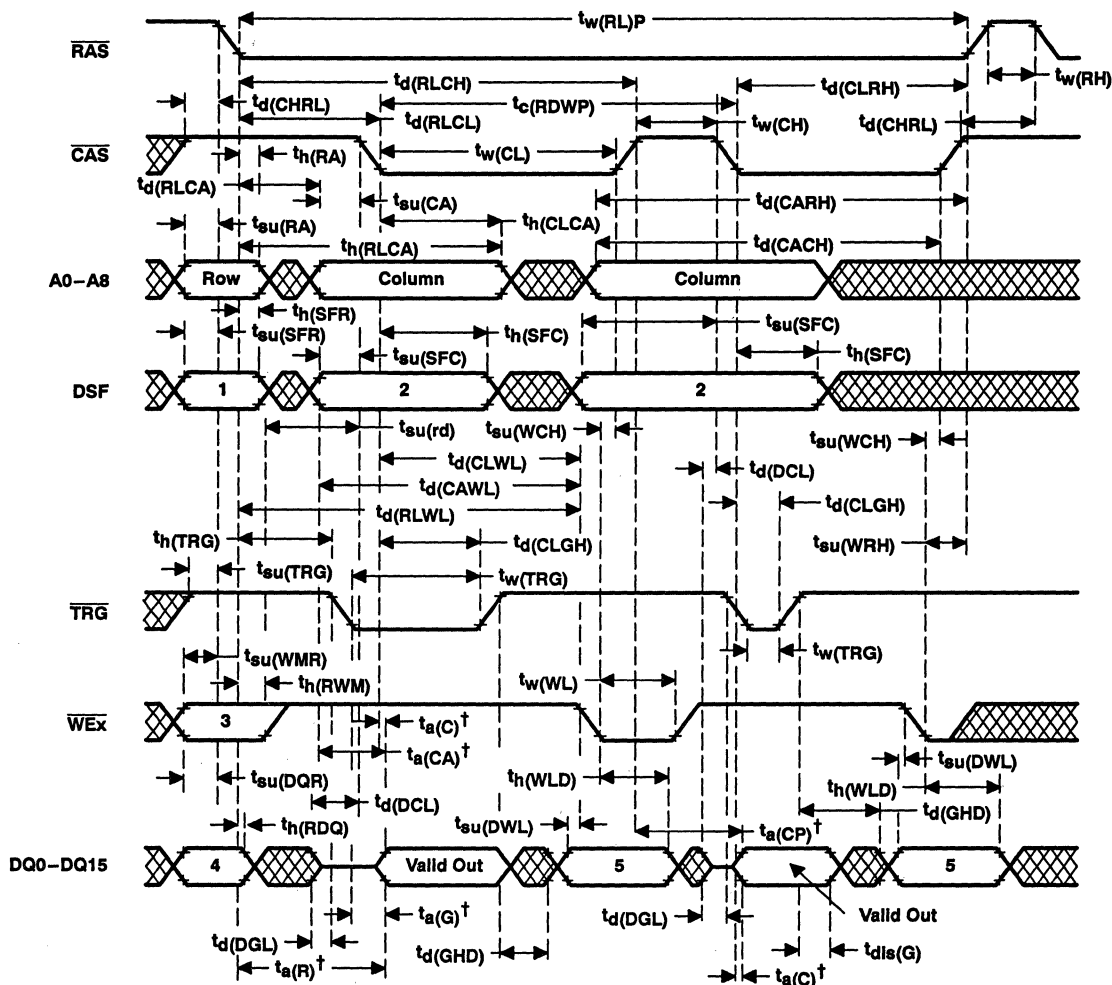 tw(RL)P
RAS
td(RLCH)
td(CLRH)
tw(RH)
td(CHRL)
tc(RDWP)
td(RLCL)
tw(CH)
td(CHRL)
CAS
th(RA)
tw(CL)
td(RLCA)
tsu(CA)
td(CARH)
tsu(RA)
th(CLCA)
th(RLCA)
td(CACH)
A0–A8
Row
Column
Column
th(SFR)
tsu(SFR)
th(SFC)
tsu(SFC)
tsu(SFC)
th(SFC)
DSF
1
2
2
tsu(rd)
tsu(WCH)
tsu(WCH)
td(CLWL)
td(DCL)
td(CAWL)
td(CLGH)
td(RLWL)
th(TRG)
td(CLGH)
tsu(WRH)
tsu(TRG)
tw(TRG)
TRG
tsu(WMR)
tw(TRG)
th(RWM)
tw(WL)
WEx
3
ta(C)†
ta(CA)†
tsu(DWL)
tsu(DQR)
th(WLD)
th(WLD)
td(DCL)
td(GHD)
th(RDQ)
tsu(DWL)
ta(CP)†
DQ0–DQ15
4
Valid Out
5
5
ta(G)†
td(DGL)
Valid Out
td(DGL)
td(GHD)
tdis(G)
ta(R)†
ta(C)†